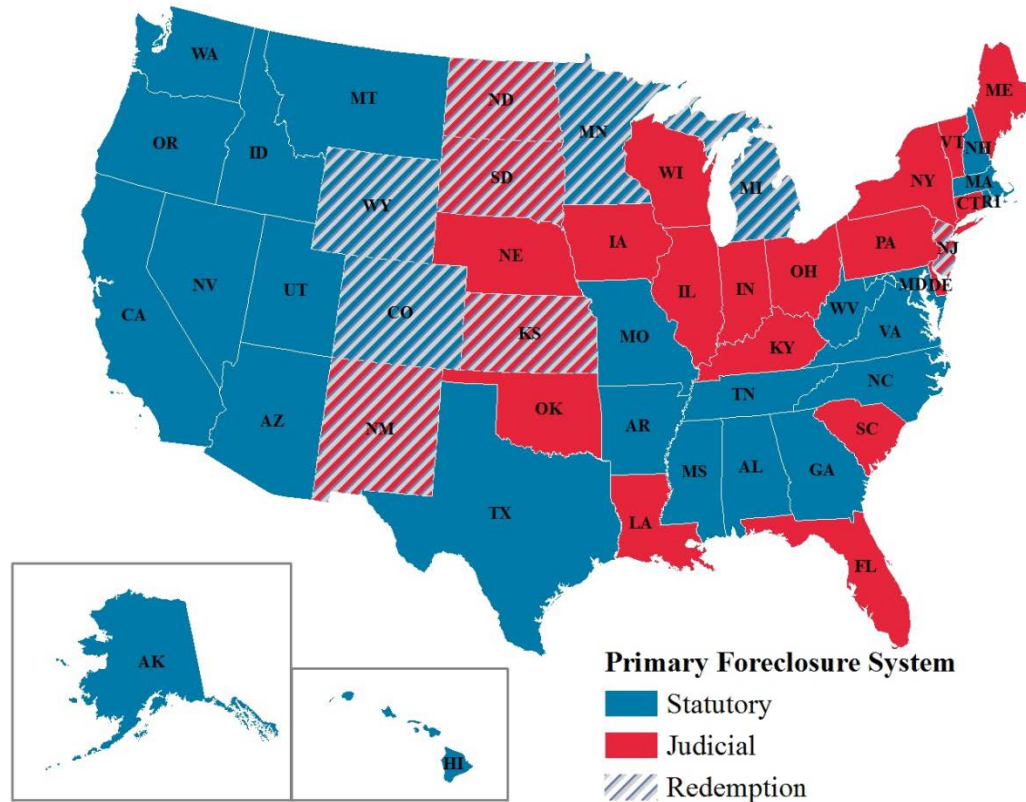 WA
MT
ND
MN
ME
OR
ID
WY
SD
WI
MI
NY
VT
NH
MA
CT
RI
NV
UT
CO
NE
IA
IL
IN
OH
PA
NJ
CA
AZ
NM
KS
MO
KY
WV
VA
MD
DE
OK
AR
TN
NC
TX
LA
MS
AL
GA
SC
FL
AK
HI
Primary Foreclosure System
Statutory
Judicial
Redemption